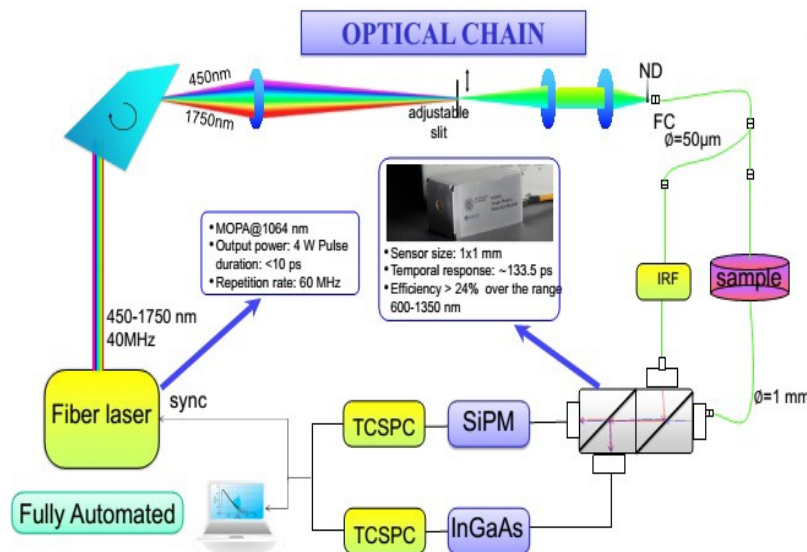 OPTICAL CHAIN
450nm
1750nm
adjustable
slit
ND
FC
ϕ=50µm
•MOPA@1064 nm
•Output power: 4 W Pulse
duration: <10 ps
•Repetition rate: 60 MHz
•Sensor size: 1x1 mm
•Temporal response: ~133.5 ps
•Efficiency > 24% over the range
600-1350 nm
IRF
sample
450-1750 nm
40MHz
Fiber laser
sync
TCSPC
SiPM
ϕ=1 mm
Fully Automated
TCSPC
InGaAs